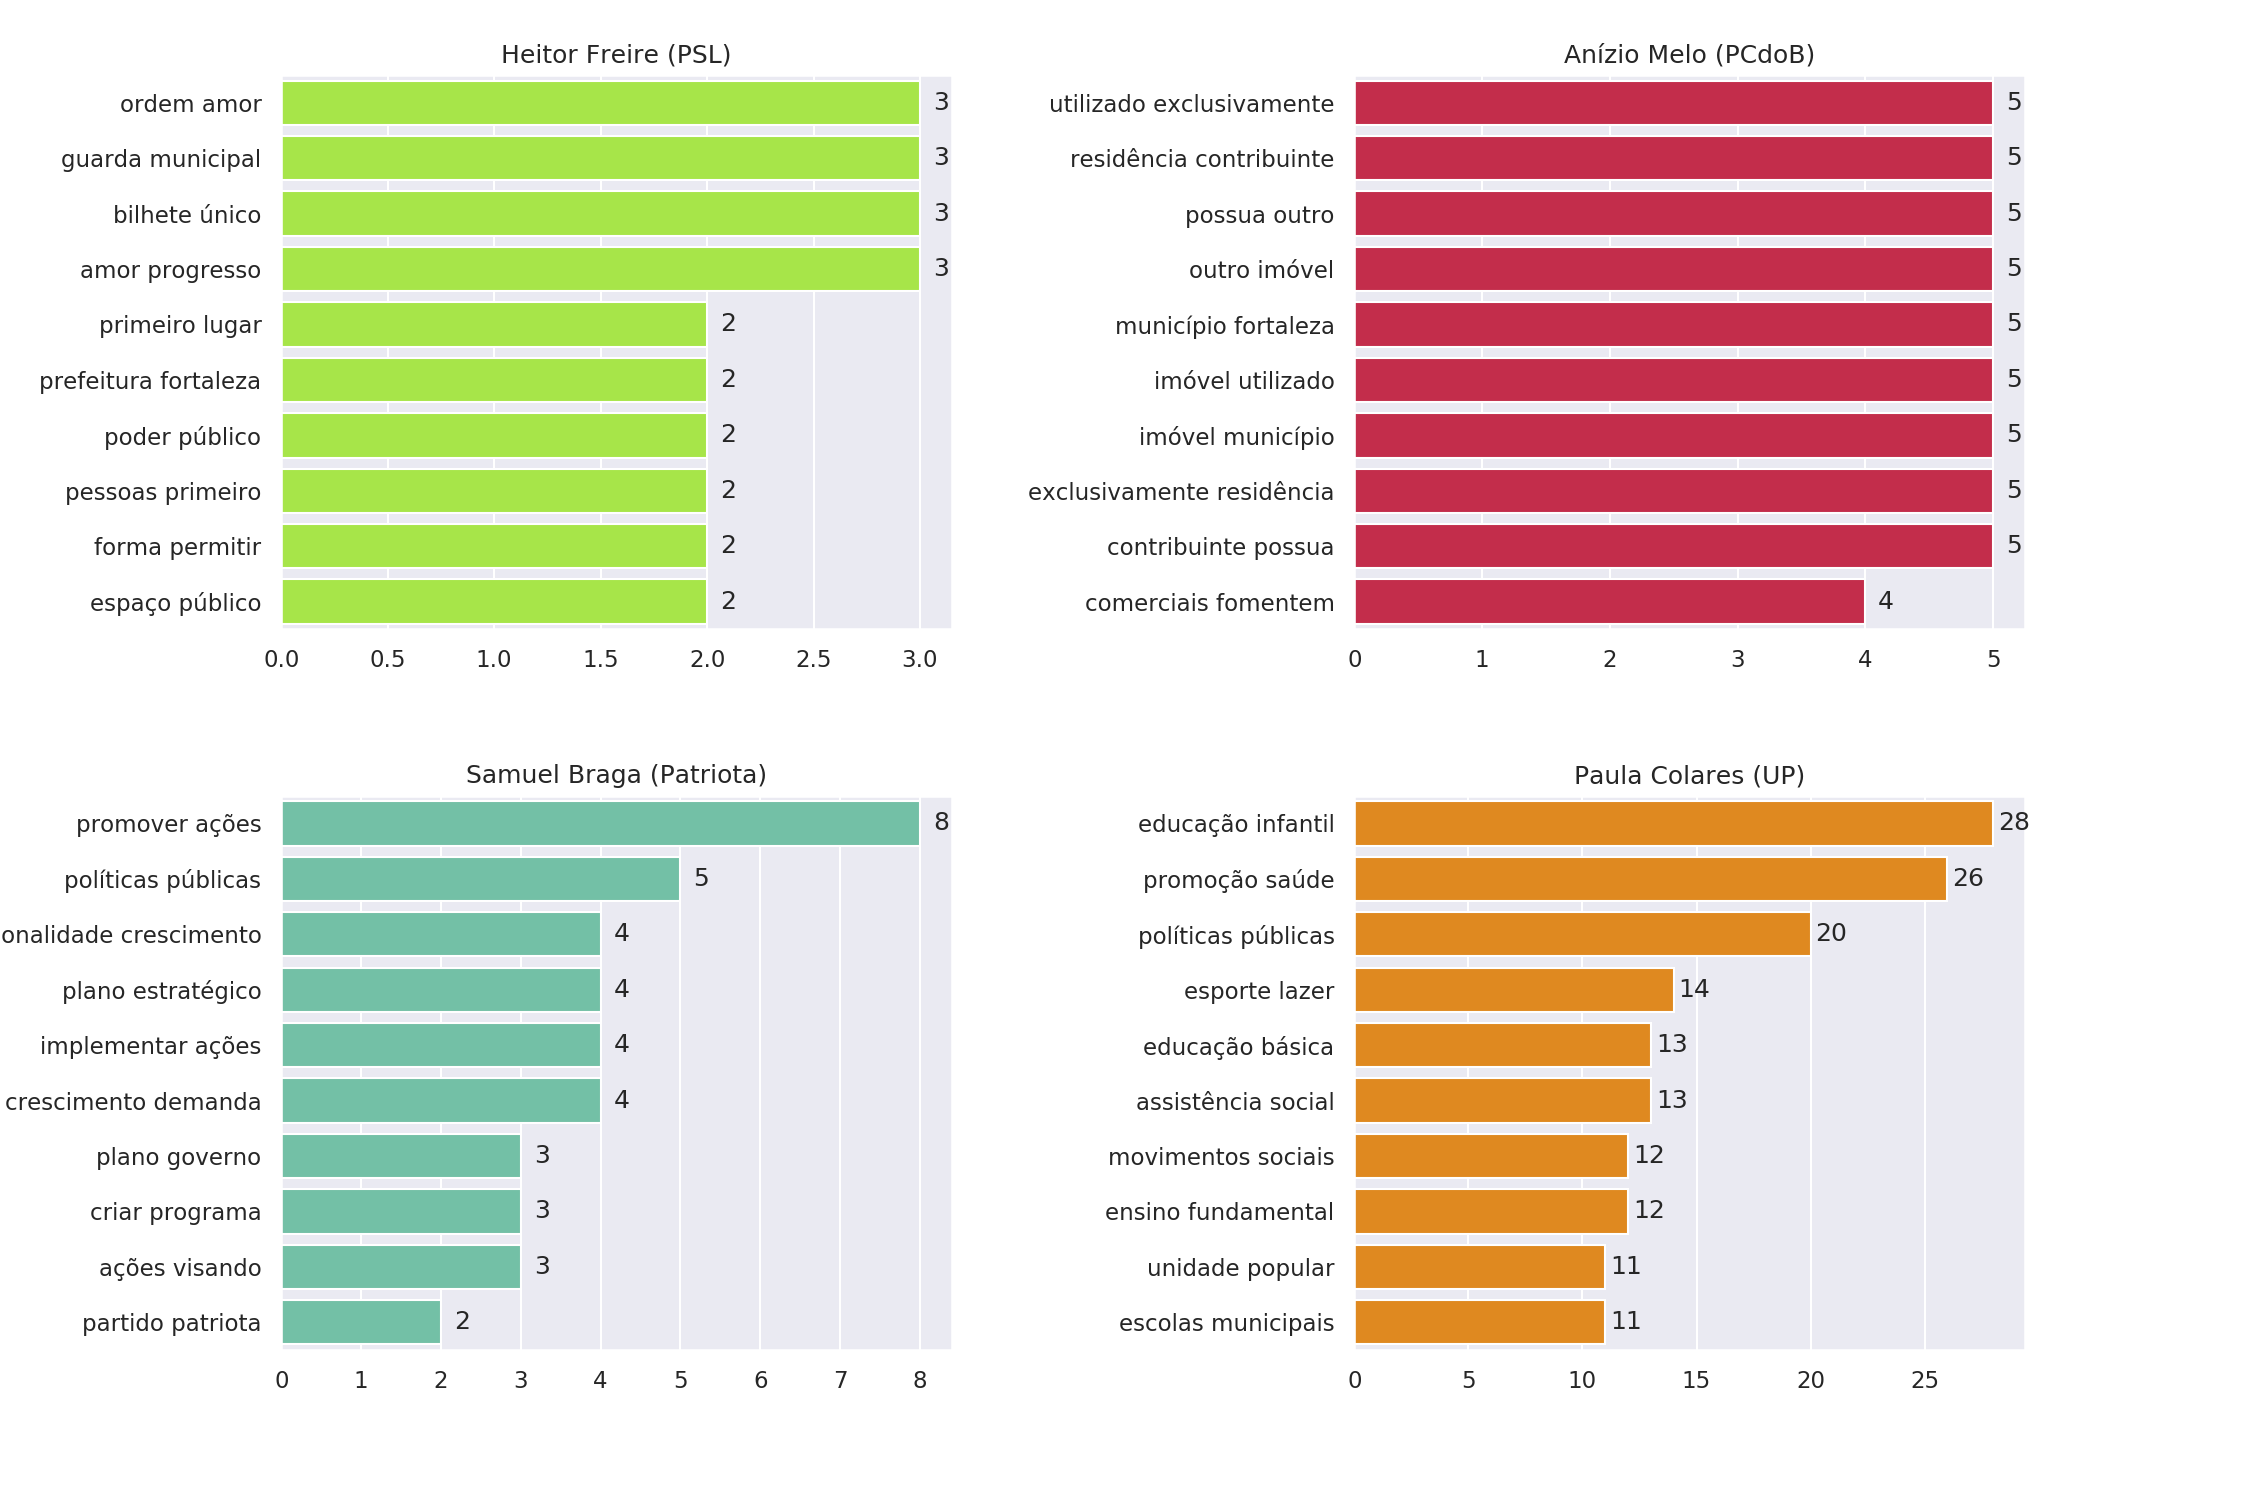 Heitor Freire (PSL)
ordem amor 3
guarda municipal 3
bilhete único 3
amor progresso 3
primeiro lugar 2
prefeitura fortaleza 2
poder público 2
pessoas primeiro 2
forma permitir 2
espaço público 2
0.0 0.5 1.0 1.5 2.0 2.5 3.0
Anízio Melo (PCdoB)
utilizado exclusivamente 5
residência contribuinte 5
possua outro 5
outro imóvel 5
município fortaleza 5
imóvel utilizado 5
imóvel município 5
exclusivamente residência 5
contribuinte possua 5
comerciais fomentem 4
0 1 2 3 4 5
Samuel Braga (Patriota)
promover ações 8
políticas públicas 5
onalidade crescimento 4
plano estratégico 4
implementar ações 4
crescimento demanda 4
plano governo 3
criar programa 3
ações visando 3
partido patriota 2
0 1 2 3 4 5 6 7 8
Paula Colares (UP)
educação infantil 28
promoção saúde 26
políticas públicas 20
esporte lazer 14
educação básica 13
assistência social 13
movimentos sociais 12
ensino fundamental 12
unidade popular 11
escolas municipais 11
0 5 10 15 20 25